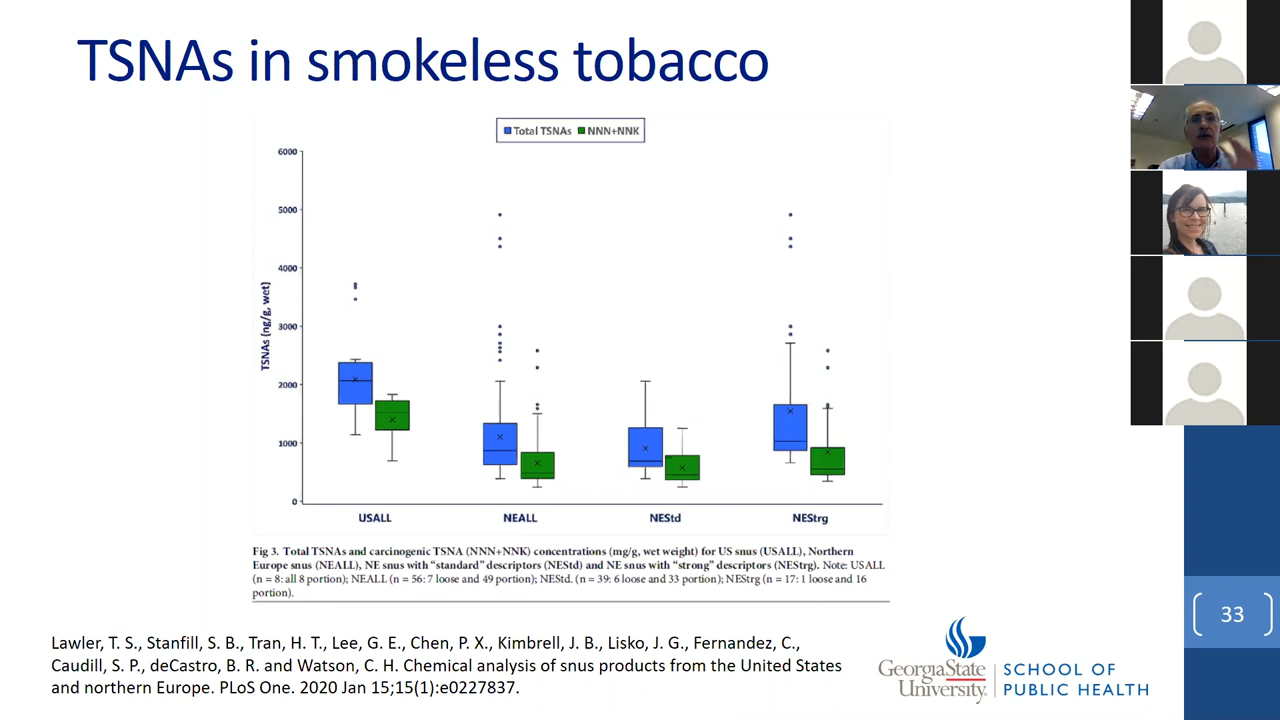 TSNAs in smokeless tobacco
Total TSNAs NNN+NNK
TSNAs (ng/g, wet)
6000
5000
4000
3000
2000
1000
0
USALL NEALL NEStd NEStrg
Fig 3. Total TSNAs and carcinogenic TSNA (NNN+NNK) concentrations (mg/g, wet weight) for US snus (USALL), Northern
Europe snus (NEALL), NE snus with “standard” descriptors (NEStd) and NE snus with “strong” descriptors (NEStrg). Note: USALL
(n = 8: all 8 portion); NEALL (n = 56: 7 loose and 49 portion); NEStd. (n = 39: 6 loose and 33 portion); NEStrg (n = 17: 1 loose and 16
portion).
33
Lawler, T. S., Stanfill, S. B., Tran, H. T., Lee, G. E., Chen, P. X., Kimbrell, J. B., Lisko, J. G., Fernandez, C.,
Caudill, S. P., deCastro, B. R. and Watson, C. H. Chemical analysis of snus products from the United States
and northern Europe. PLoS One. 2020 Jan 15;15(1):e0227837.
GeorgiaState
University.
SCHOOL OF
PUBLIC HEALTH